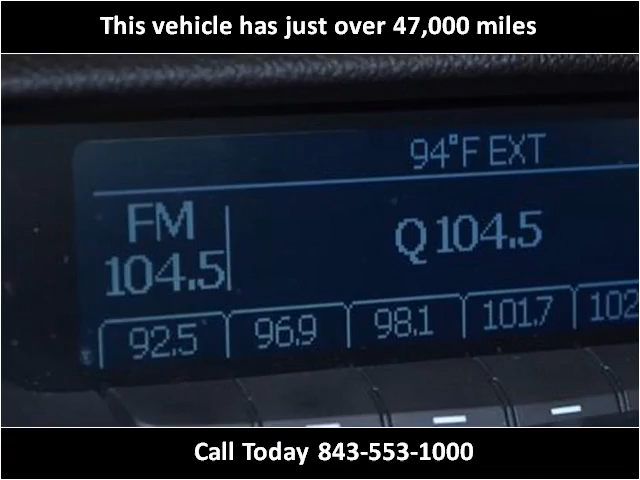 This vehicle has just over 47,000 miles
94°F EXT
FM
104.5
Q104.5
92.5 96.9 98.1 101.7 102
Call Today 843-553-1000